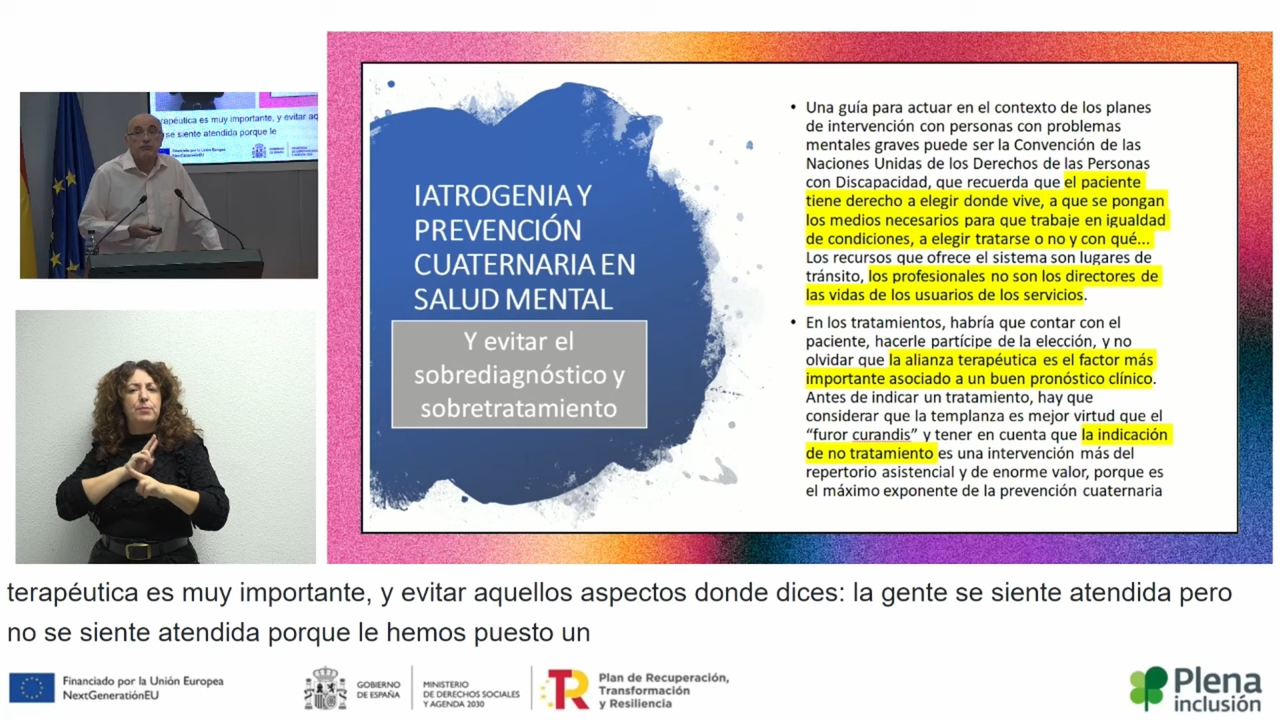 erapéutica es muy importante, y evitar aq
se siente atendida porque le
IATROGENIA Y
PREVENCIÓN
CUATERNARIA EN
SALUD MENTAL
Y evitar el
sobrediagnóstico y
sobretratamiento
• Una guía para actuar en el contexto de los planes
de intervención con personas con problemas
mentales graves puede ser la Convención de las
Naciones Unidas de los Derechos de las Personas
con Discapacidad, que recuerda que el paciente
tiene derecho a elegir donde vive, a que se pongan
los medios necesarios para que trabaje en igualdad
de condiciones, a elegir tratarse o no y con qué...
Los recursos que ofrece el sistema son lugares de
tránsito, los profesionales no son los directores de
las vidas de los usuarios de los servicios.
• En los tratamientos, habría que contar con el
paciente, hacerle partícipe de la elección, y no
olvidar que la alianza terapéutica es el factor más
importante asociado a un buen pronóstico clínico.
Antes de indicar un tratamiento, hay que
considerar que la templanza es mejor virtud que el
“furor curandis” y tener en cuenta que la indicación
de no tratamiento es una intervención más del
repertorio asistencial y de enorme valor, porque es
el máximo exponente de la prevención cuaternaria
terapéutica es muy importante, y evitar aquellos aspectos donde dices: la gente se siente atendida pero
no se siente atendida porque le hemos puesto un
Financiado por la Unión Europea
NextGenerationEU
GOBIERNO
DE ESPAÑA
MINISTERIO
DE DERECHOS SOCIALES
Y AGENDA 2030
Plan de Recuperación,
Transformación
y Resiliencia
Plena
inclusión